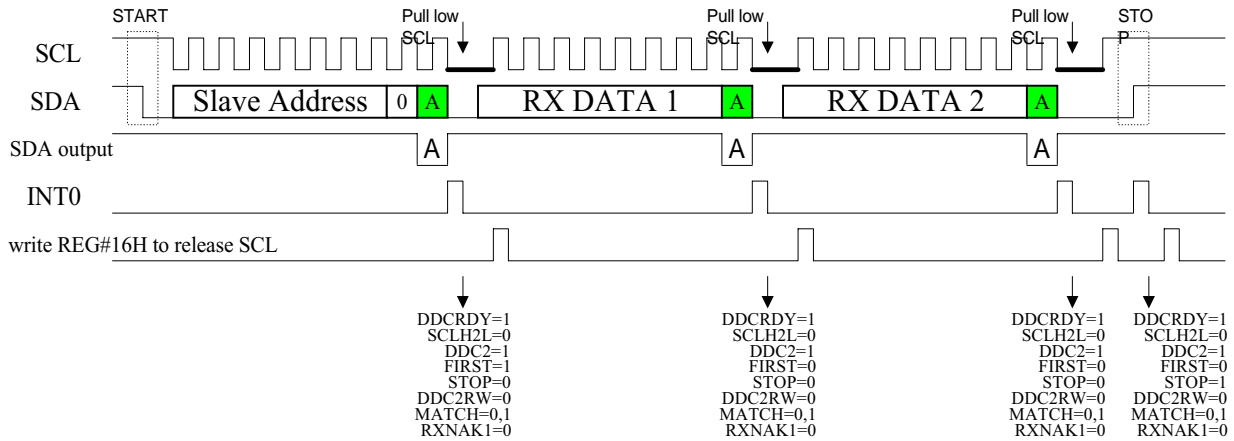 START
Pull low
SCL
Pull low
SCL
Pull low
SCL
STO
P
SCL
SDA
Slave Address
0
A
RX DATA 1
A
RX DATA 2
A
SDA output
A
A
A
INT0
write REG#16H to release SCL
DDCRDY=1
SCLH2L=0
DDC2=1
FIRST=1
STOP=0
DDC2RW=0
MATCH=0,1
RXNAK1=0
DDCRDY=1
SCLH2L=0
DDC2=1
FIRST=0
STOP=0
DDC2RW=0
MATCH=0,1
RXNAK1=0
DDCRDY=1
SCLH2L=0
DDC2=1
FIRST=0
STOP=0
DDC2RW=0
MATCH=0,1
RXNAK1=0
DDCRDY=1
SCLH2L=0
DDC2=1
FIRST=0
STOP=1
DDC2RW=0
MATCH=0,1
RXNAK1=0